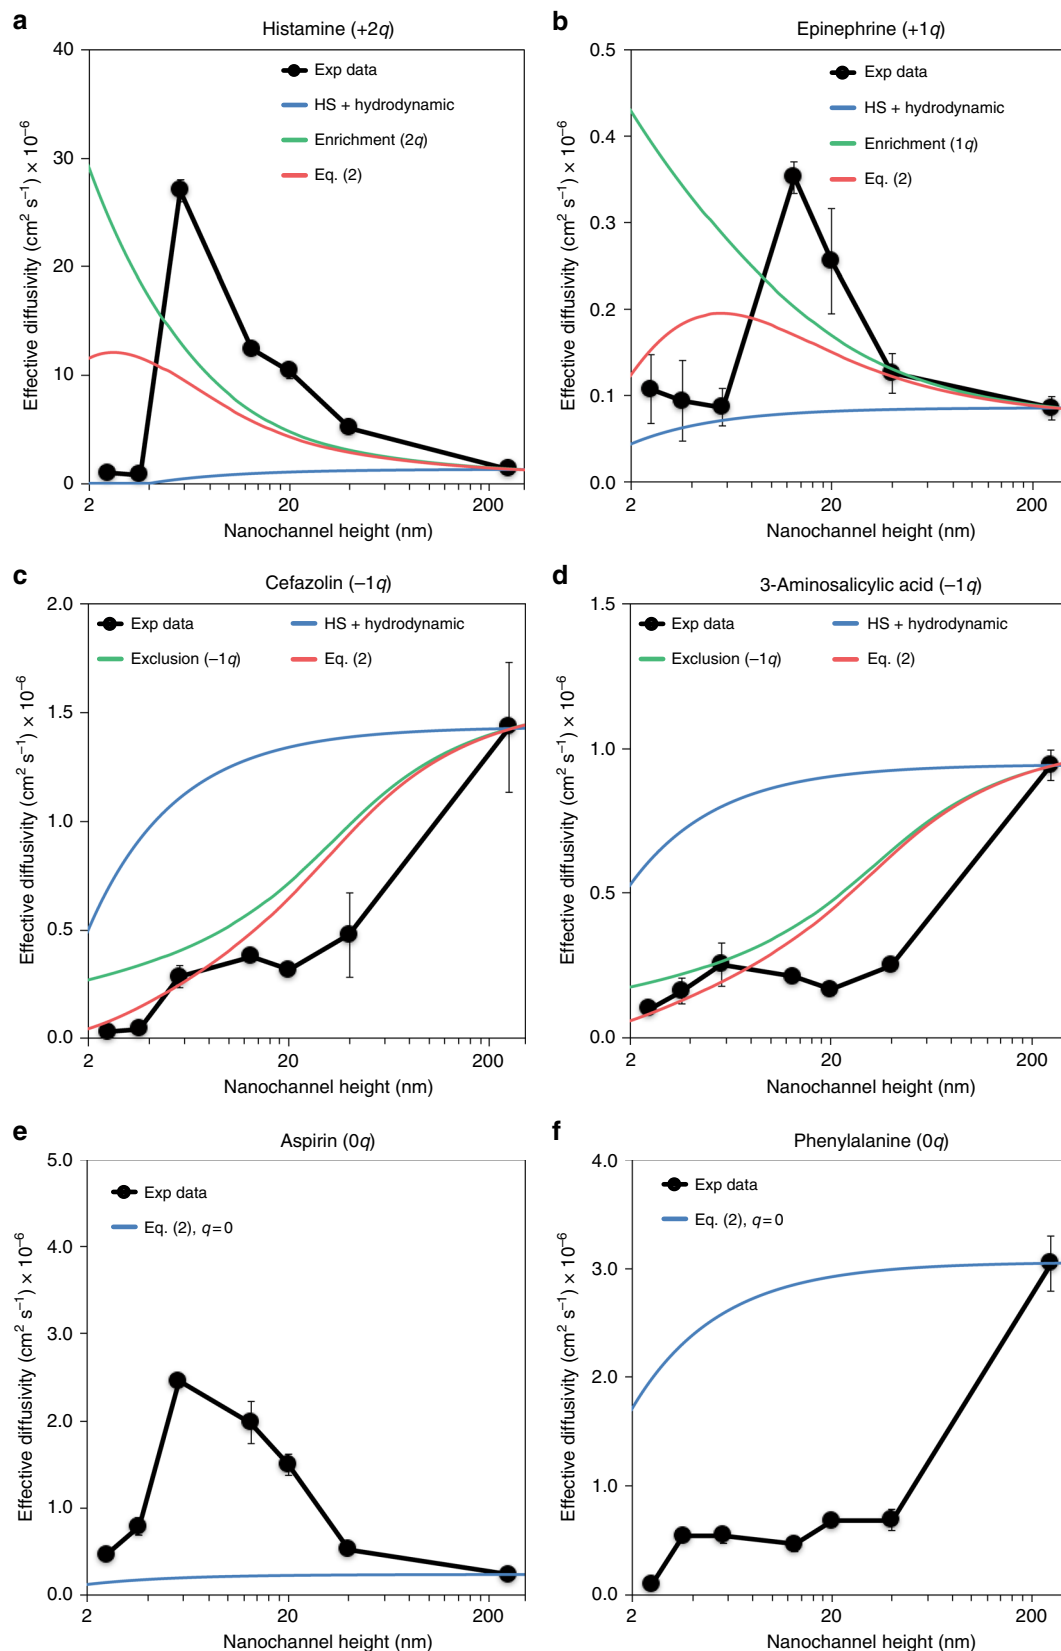 a
Histamine (+2q)
Exp data
HS + hydrodynamic
Enrichment (2q)
Eq. (2)
Effective diffusivity (cm² s⁻¹) × 10⁻⁶
40
30
20
10
0
2
20
200
Nanochannel height (nm)
b
Epinephrine (+1q)
Exp data
HS + hydrodynamic
Enrichment (1q)
Eq. (2)
Effective diffusivity (cm² s⁻¹) × 10⁻⁶
0.5
0.4
0.3
0.2
0.1
0.0
2
20
200
Nanochannel height (nm)
c
Cefazolin (–1q)
Exp data
HS + hydrodynamic
Exclusion (–1q)
Eq. (2)
Effective diffusivity (cm² s⁻¹) × 10⁻⁶
2.0
1.5
1.0
0.5
0.0
2
20
200
Nanochannel height (nm)
d
3-Aminosalicylic acid (–1q)
Exp data
HS + hydrodynamic
Exclusion (–1q)
Eq. (2)
Effective diffusivity (cm² s⁻¹) × 10⁻⁶
1.5
1.0
0.5
0.0
2
20
200
Nanochannel height (nm)
e
Aspirin (0q)
Exp data
Eq. (2), q=0
Effective diffusivity (cm² s⁻¹) × 10⁻⁶
5.0
4.0
3.0
2.0
1.0
0.0
2
20
200
Nanochannel height (nm)
f
Phenylalanine (0q)
Exp data
Eq. (2), q=0
Effective diffusivity (cm² s⁻¹) × 10⁻⁶
4.0
3.0
2.0
1.0
0.0
2
20
200
Nanochannel height (nm)